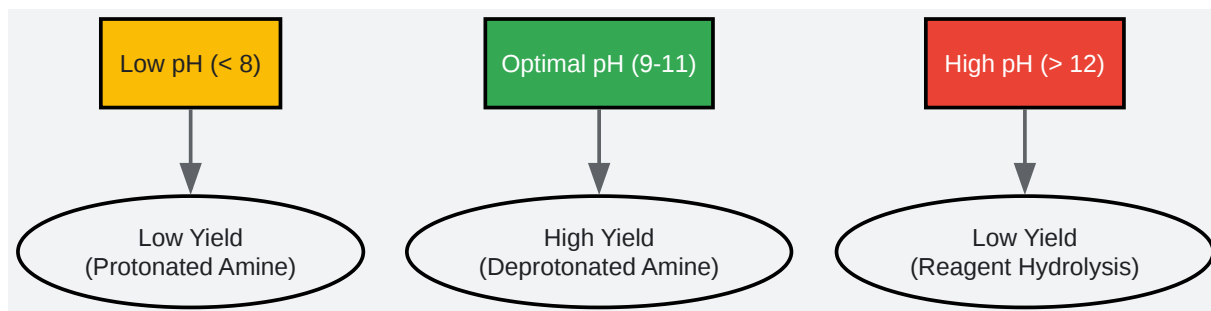 Low pH (< 8)
Optimal pH (9-11)
High pH (> 12)
Low Yield
(Protonated Amine)
High Yield
(Deprotonated Amine)
Low Yield
(Reagent Hydrolysis)